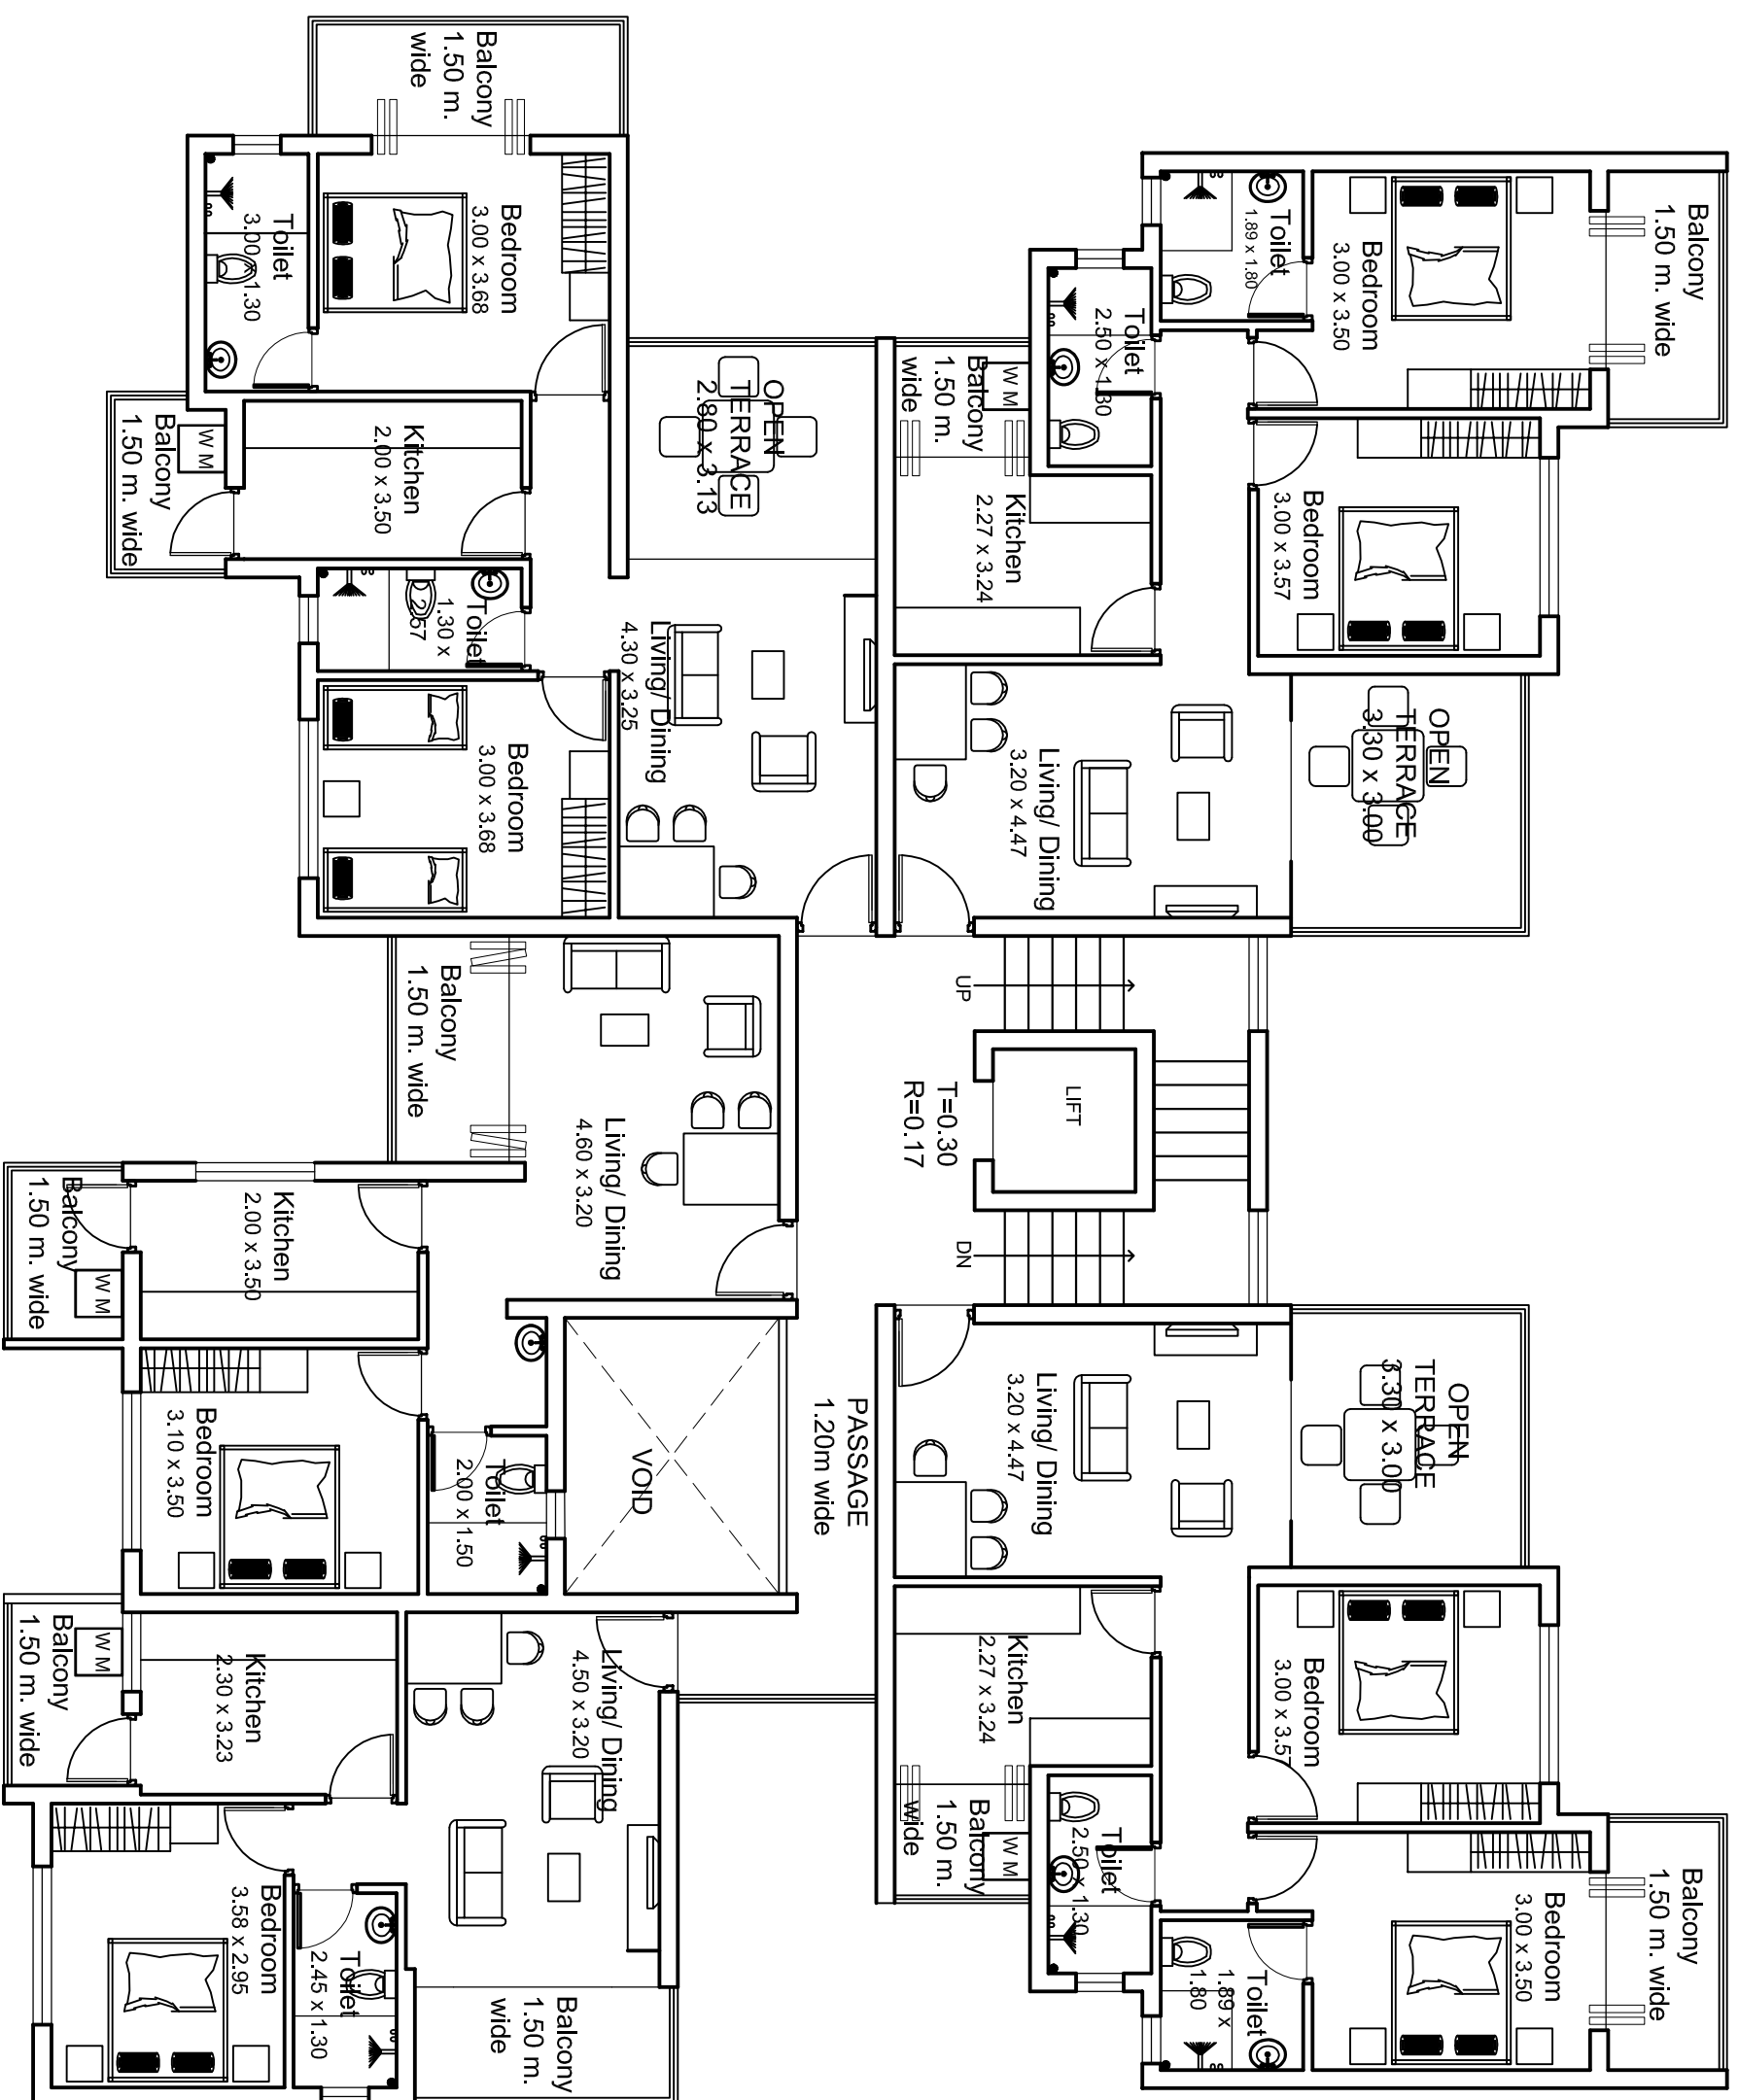 Balcony
1.50 m.
wide
Toilet
3.00 x 1.30
Bedroom
3.00 x 3.68
Balcony
1.50 m. wide
W M
Kitchen
2.00 x 3.50
OPEN
TERRACE
2.80 x 3.13
Toilet
1.30 x
2.57
Bedroom
3.00 x 3.68
Living/ Dining
4.30 x 3.25
Toilet
1.89 x 1.80
Bedroom
3.00 x 3.50
Balcony
1.50 m. wide
Toilet
2.50 x 1.30
Balcony
1.50 m.
wide
W M
Kitchen
2.27 x 3.24
Bedroom
3.00 x 3.57
OPEN
TERRACE
3.30 x 3.00
Living/ Dining
3.20 x 4.47
UP
LIFT
T=0.30
R=0.17
DN
Balcony
1.50 m. wide
Living/ Dining
4.60 x 3.20
Balcony
1.50 m. wide
W M
Kitchen
2.00 x 3.50
Bedroom
3.10 x 3.50
Toilet
2.00 x 1.50
VOID
PASSAGE
1.20m wide
OPEN
TERRACE
3.30 x 3.00
Living/ Dining
3.20 x 4.47
Kitchen
2.27 x 3.24
Bedroom
3.00 x 3.5
Balcony
1.50 m.
wide
W M
Toilet
2.50 x 1.30
Toilet
1.89 x
1.80
Bedroom
3.00 x 3.50
Balcony
1.50 m. wide
Balcony
1.50 m. wide
W M
Kitchen
2.30 x 3.23
Living/ Dining
4.50 x 3.20
Bedroom
3.58 x 2.95
Toilet
2.45 x 1.30
Balcony
1.50 m.
wide